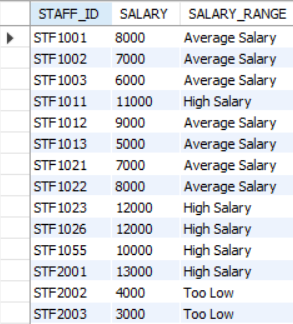 STAFF_ID SALARY SALARY_RANGE
STF1001 8000 Average Salary
STF1002 7000 Average Salary
STF1003 6000 Average Salary
STF1011 11000 High Salary
STF1012 9000 Average Salary
STF1013 5000 Average Salary
STF1021 7000 Average Salary
STF1022 8000 Average Salary
STF1023 12000 High Salary
STF1026 12000 High Salary
STF1055 10000 High Salary
STF2001 13000 High Salary
STF2002 4000 Too Low
STF2003 3000 Too Low